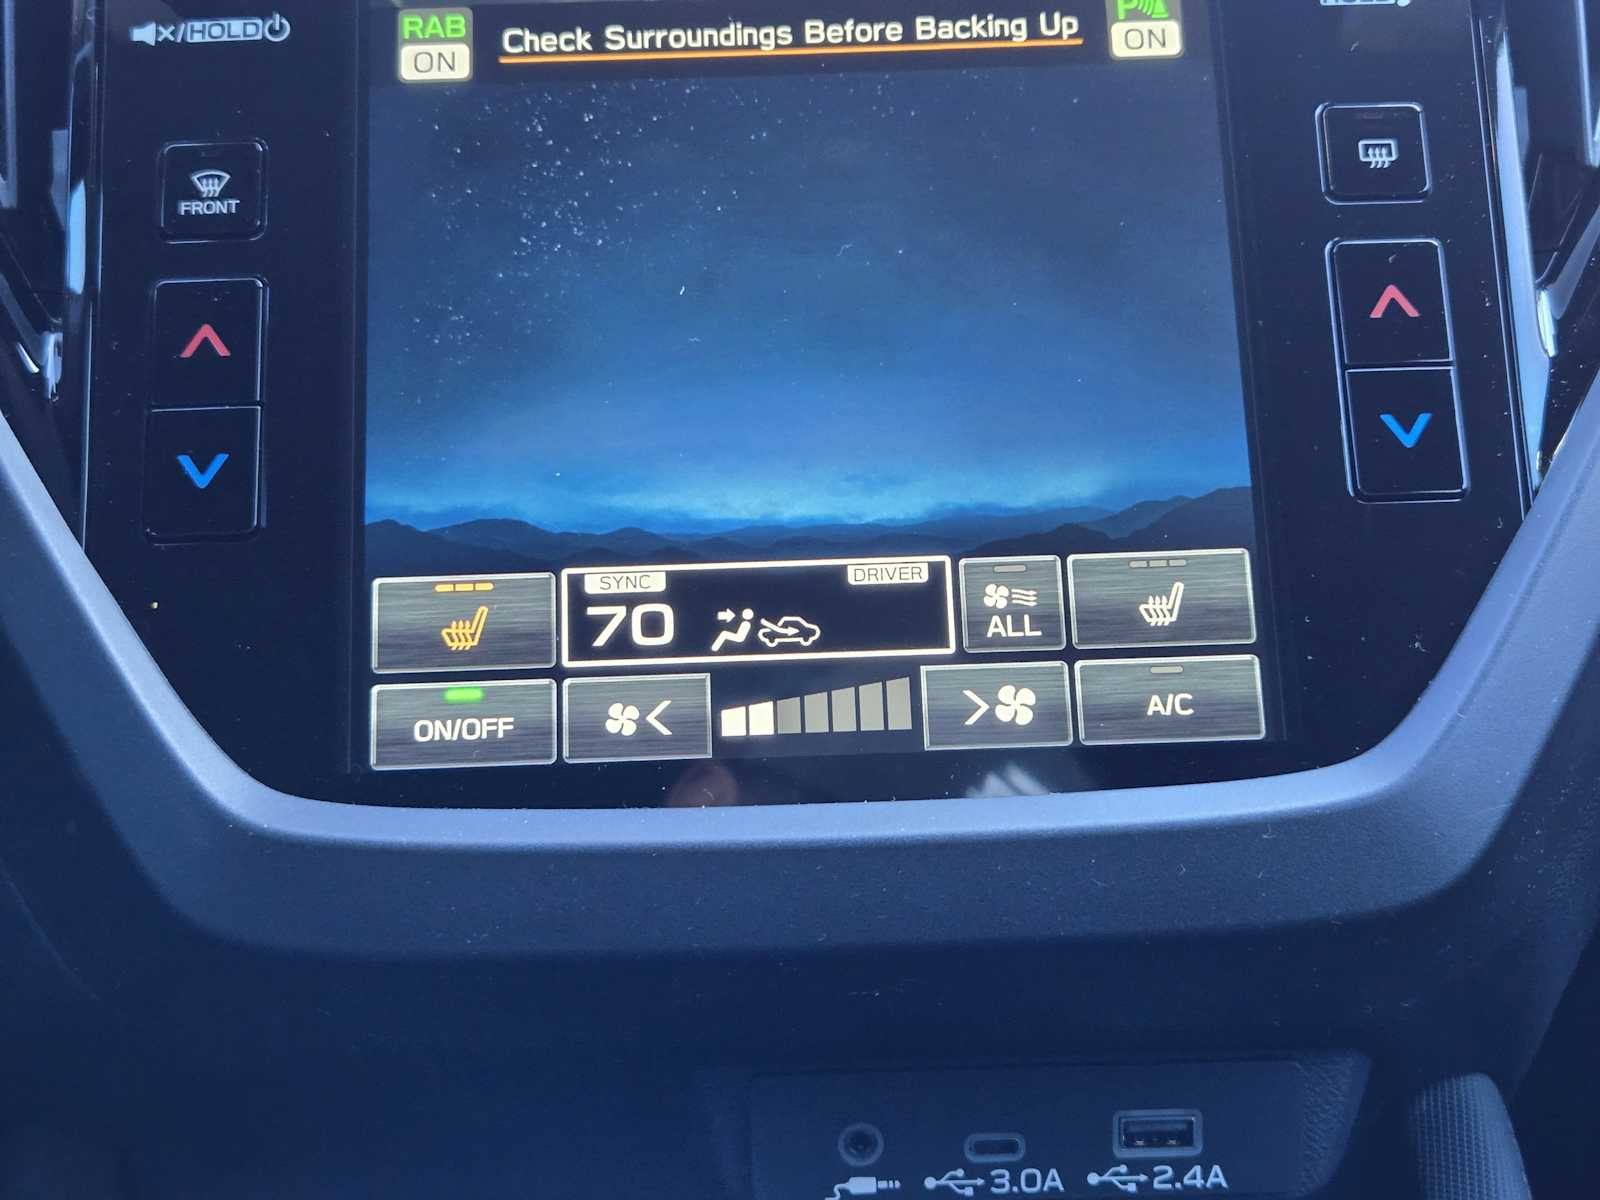 HOLD
RAB
ON
Check Surroundings Before Backing Up
P
ON
FRONT
SYNC
DRIVER
70
ALL
ON/OFF
A/C
3.0A
2.4A